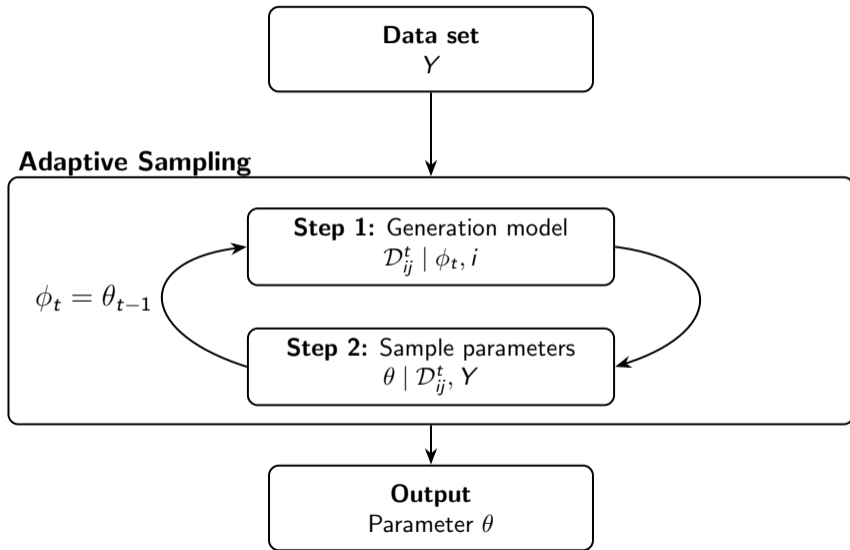 Data set
Y
Adaptive Sampling
Step 1: Generation model
𝒟ᵗᵢⱼ | ϕₜ, i
ϕₜ = θₜ₋₁
Step 2: Sample parameters
θ | 𝒟ᵗᵢⱼ, Y
Output
Parameter θ